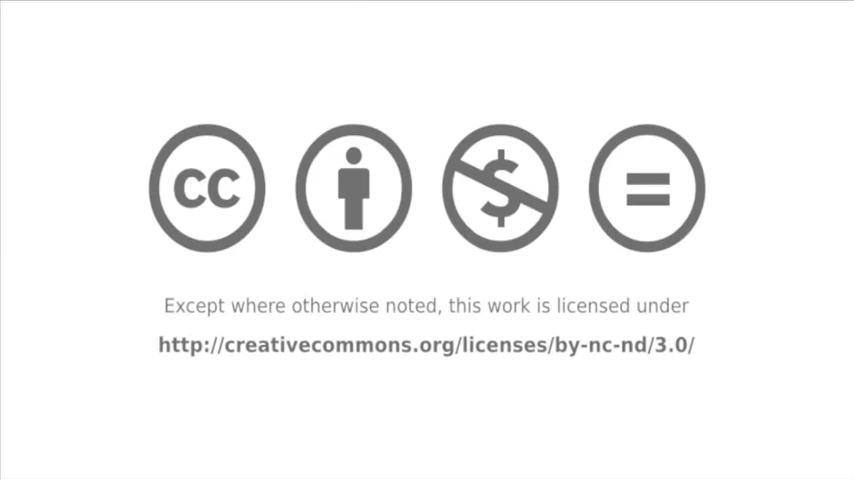 cc
$
=
Except where otherwise noted, this work is licensed under
http://creativecommons.org/licenses/by-nc-nd/3.0/